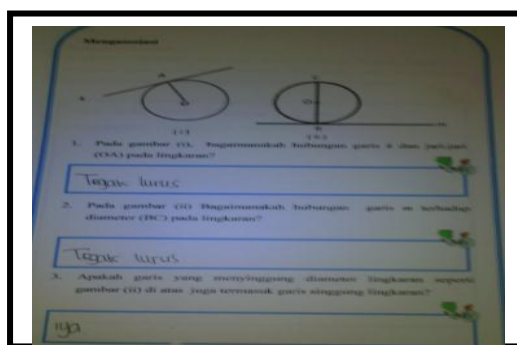 Mengasosiasi
A
k
O
C
O
B
m
(i)
(ii)
1. Pada gambar (i), bagaimanakah hubungan garis k dan jari-jari
(OA) pada lingkaran?
Tegak lurus
2. Pada gambar (ii) Bagaimanakah hubungan garis m terhadap
diameter (BC) pada lingkaran?
Tegak lurus
3. Apakah garis yang menyinggung diameter lingkaran seperti
gambar (ii) di atas juga termasuk garis singgung lingkaran?
iya